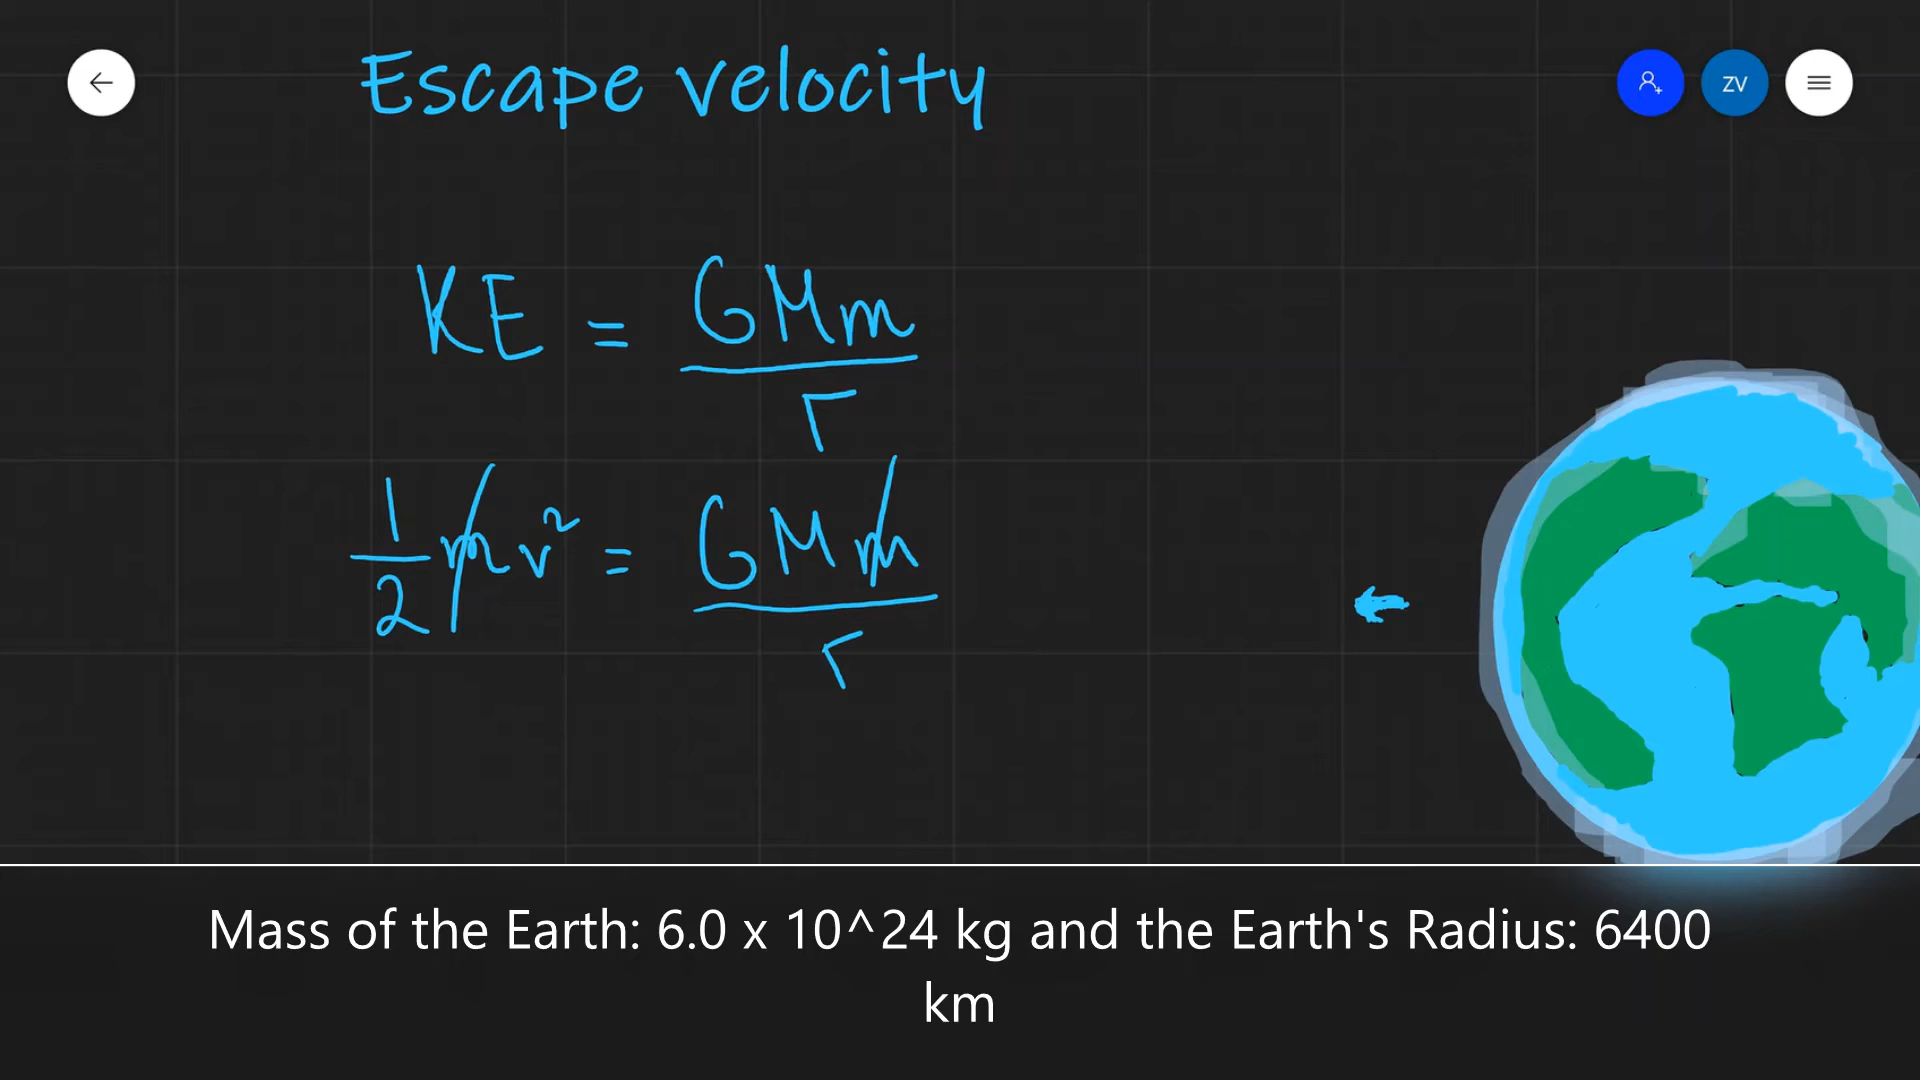 Escape velocity
ZV
KE = GMm/r
1/2 mv² = GMm/r
Mass of the Earth: 6.0 x 10^24 kg and the Earth's Radius: 6400
km